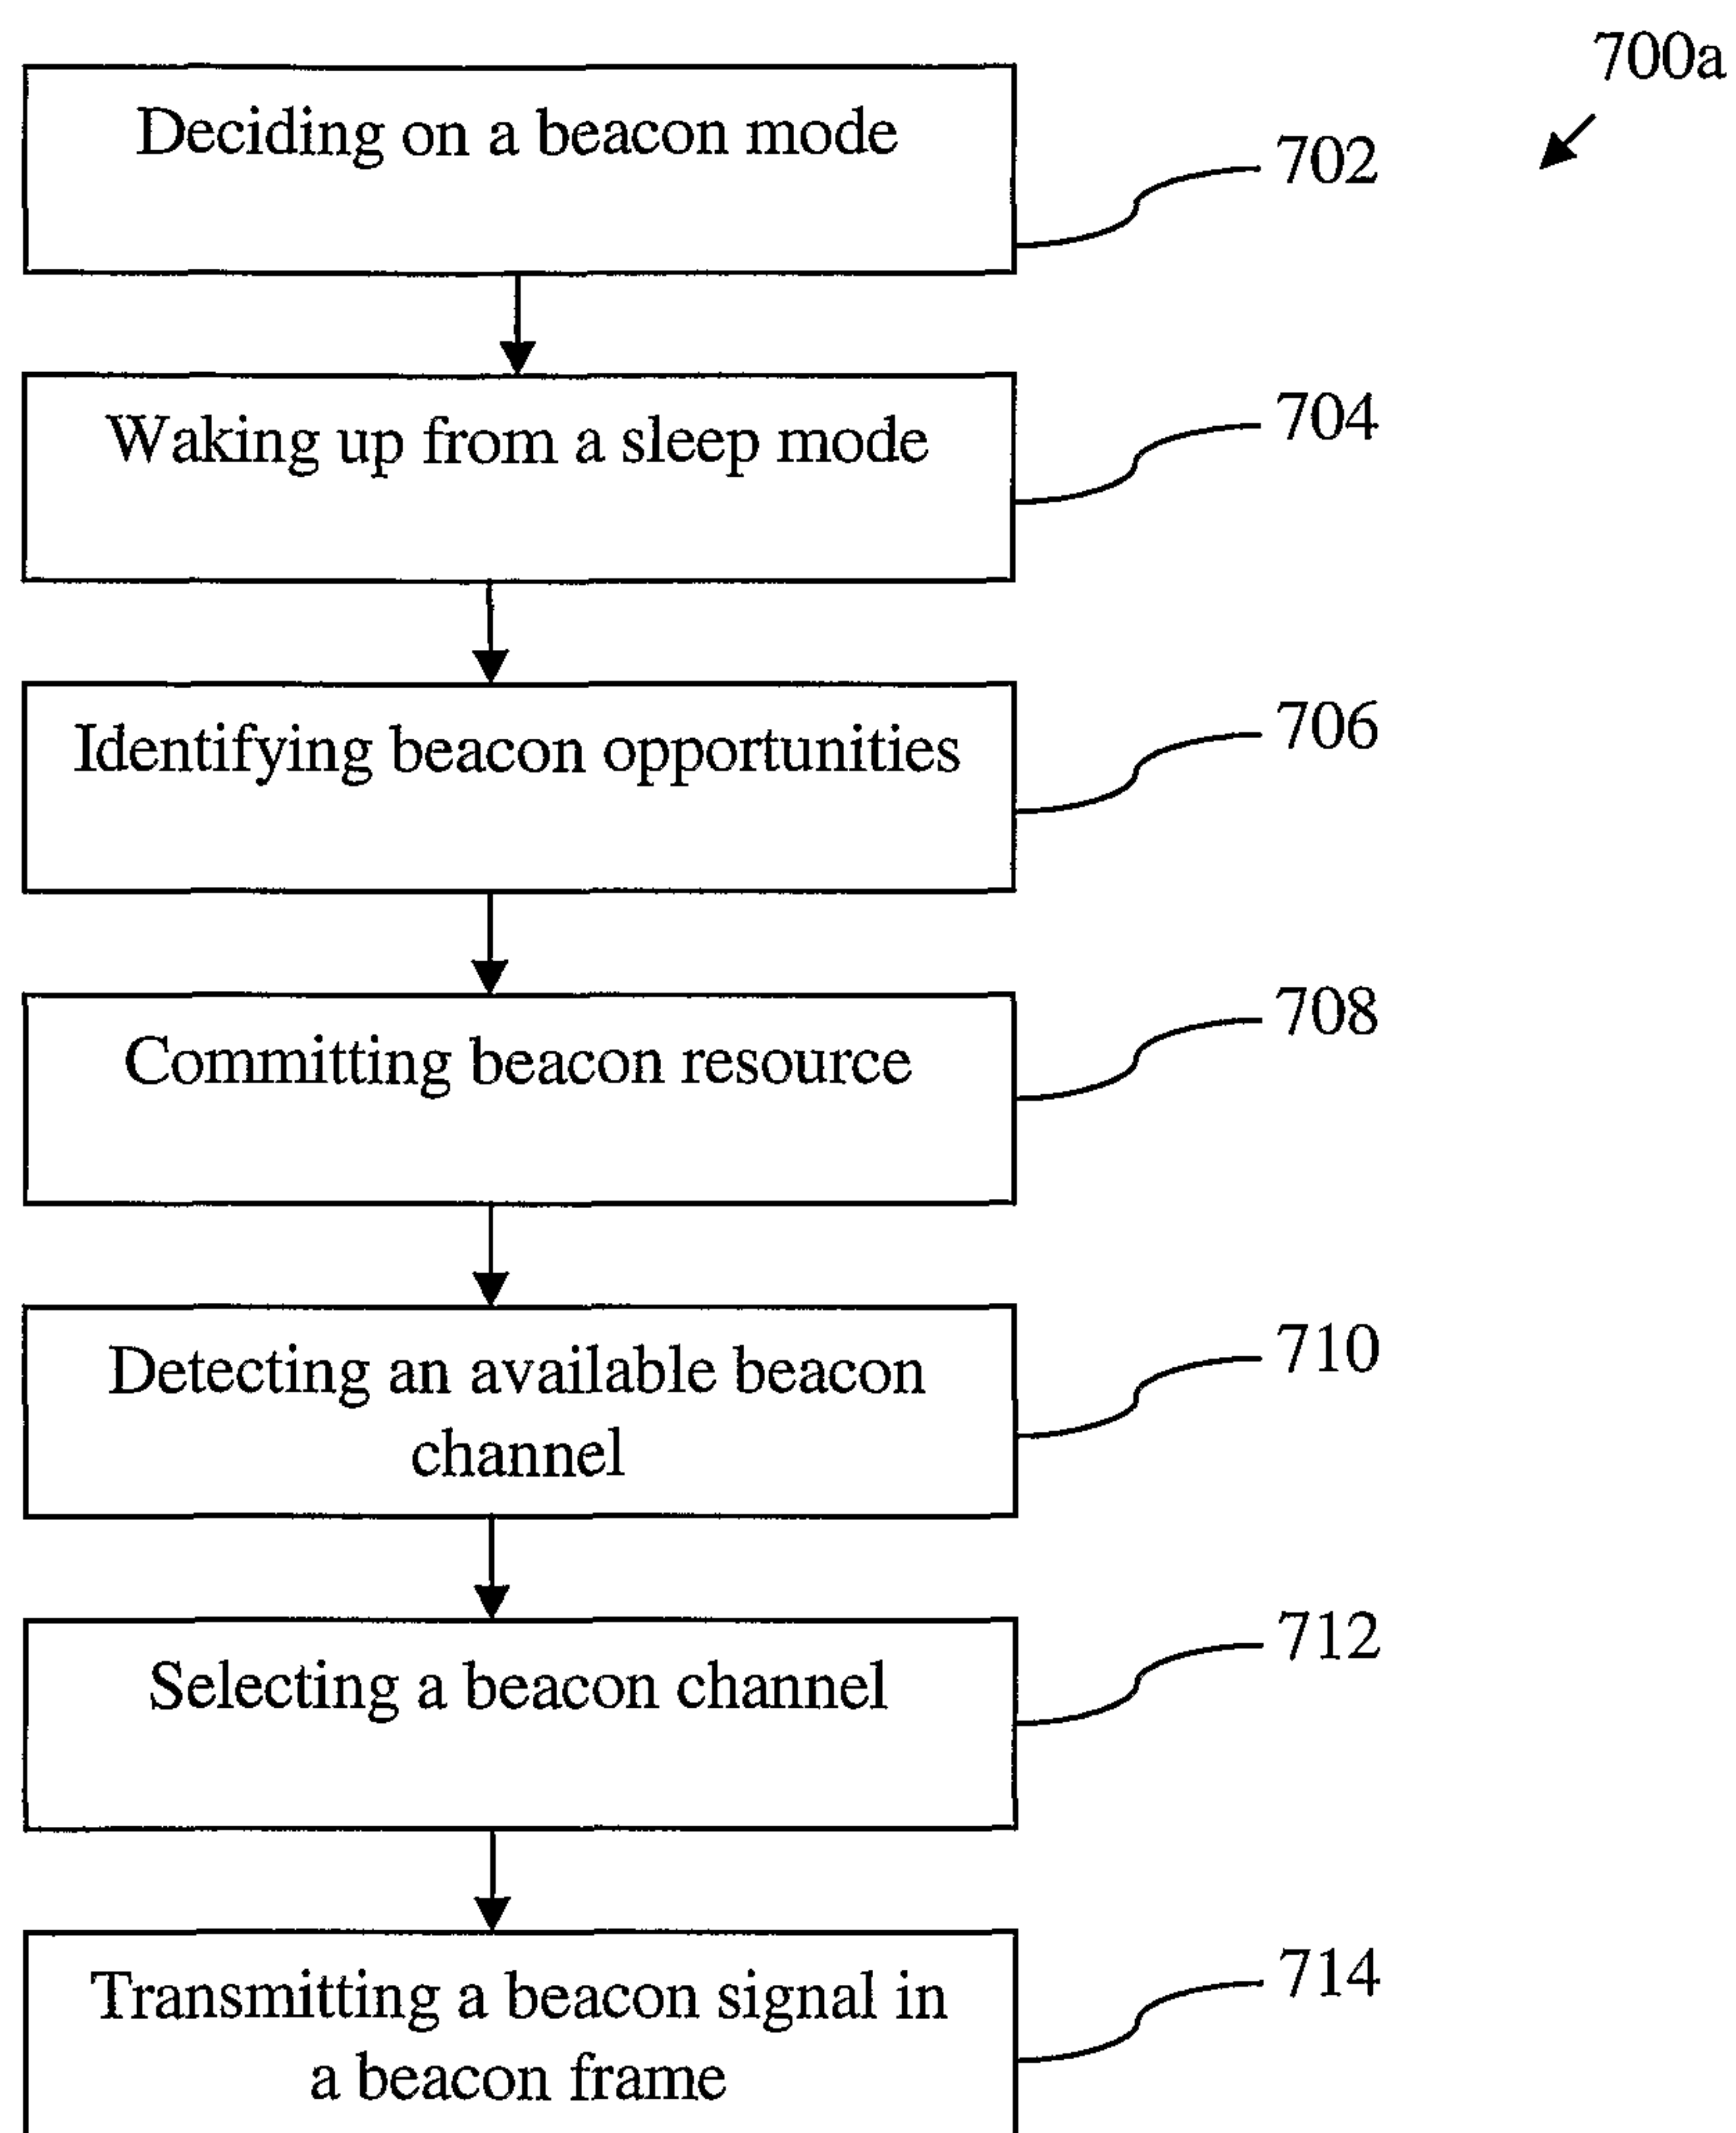 700a
Deciding on a beacon mode
702
Waking up from a sleep mode
704
Identifying beacon opportunities
706
Committing beacon resource
708
Detecting an available beacon
channel
710
Selecting a beacon channel
712
Transmitting a beacon signal in
a beacon frame
714